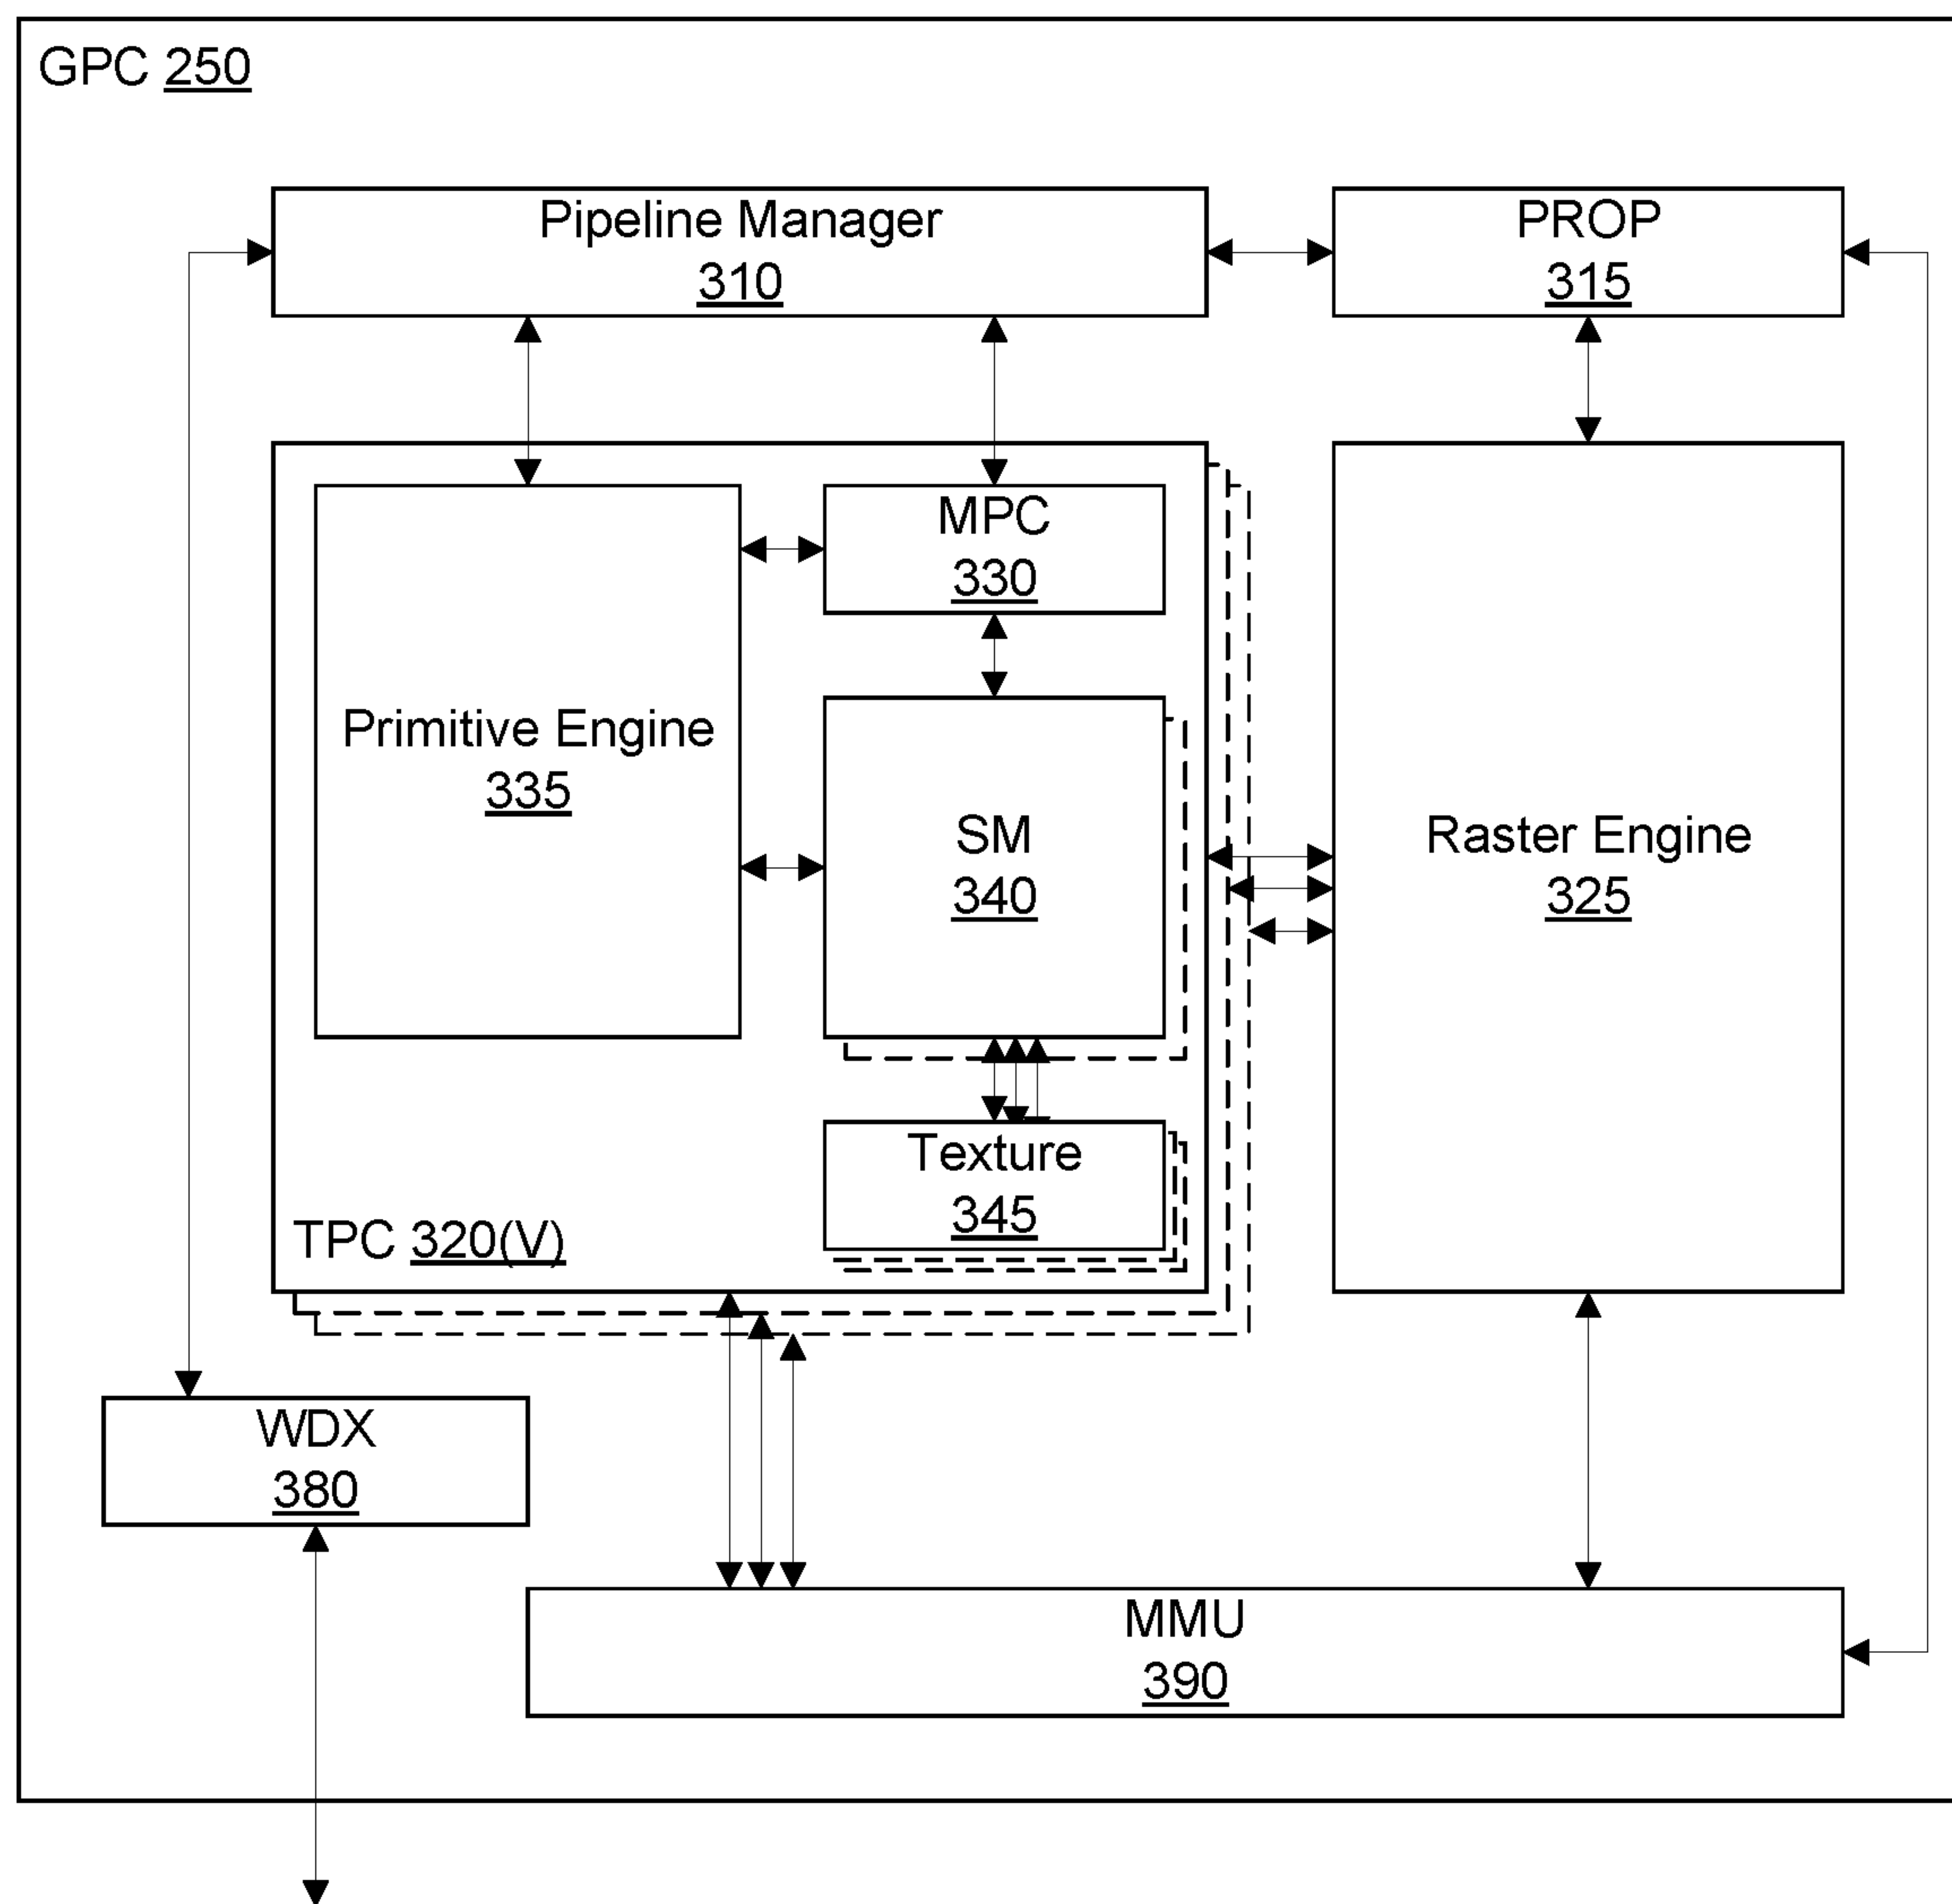 GPC 250
Pipeline Manager
310
PROP
315
MPC
330
Primitive Engine
335
SM
340
Raster Engine
325
Texture
345
TPC 320(V)
WDX
380
MMU
390